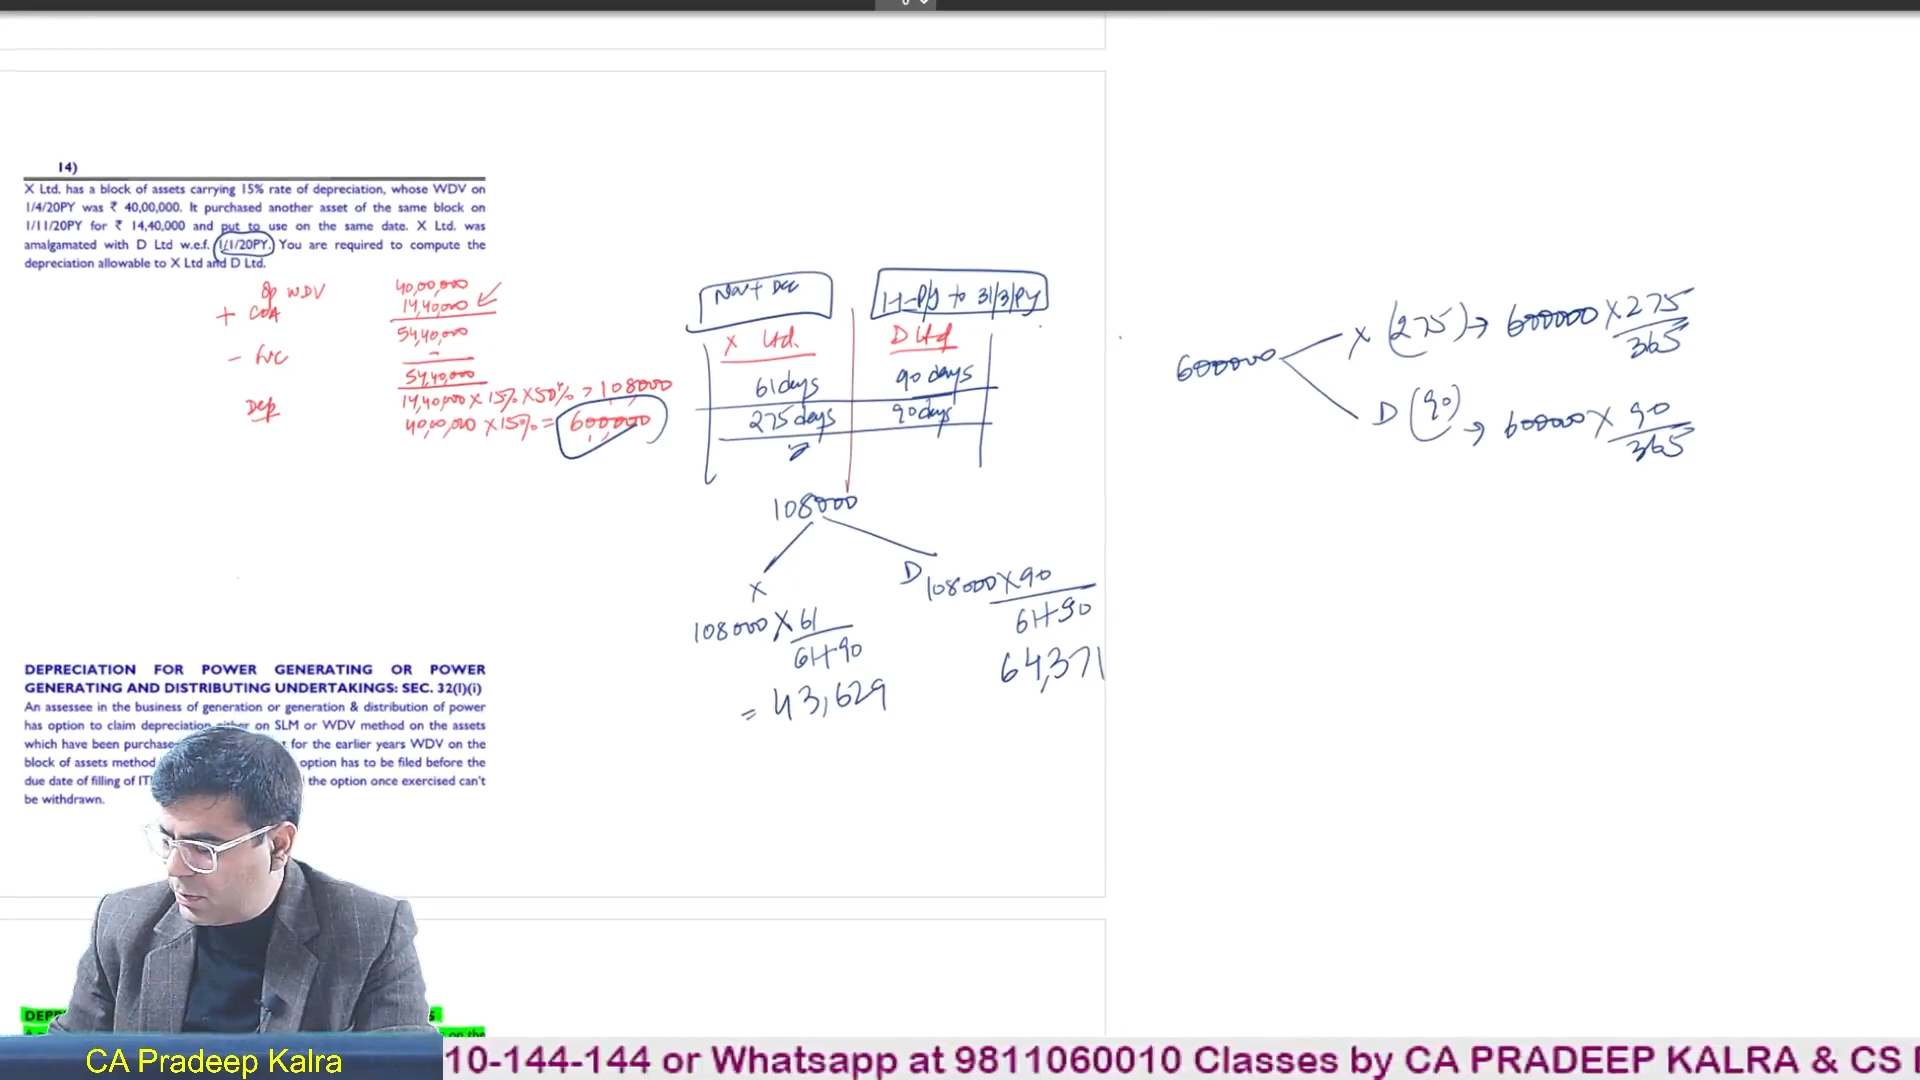 14)
X Ltd. has a block of assets carrying 15% rate of depreciation, whose WDV on
1/4/20PY was ₹ 40,00,000. It purchased another asset of the same block on
1/11/20PY for ₹ 14,40,000 and put to use on the same date. X Ltd. was
amalgamated with D Ltd w.e.f. 1/1/20PY. You are required to compute the
depreciation allowable to X Ltd and D Ltd.
Op WDV 40,00,000
+ COA 14,40,000
54,40,000
-
54,40,000
Dep 14,40,000 × 15% × 50% = 108000
40,00,000 × 15% = 600000
Nov + Dec
to 31/3/PY
X Ltd. D Ltd
61 days 90 days
275 days 90 days
108000
X D
108000 × 61
61+90
= 43,629
108000 × 90
61+90
64,371
600000
X (275) → 600000 × 275
365
D (90) → 600000 × 90
365
DEPRECIATION FOR POWER GENERATING OR POWER
GENERATING AND DISTRIBUTING UNDERTAKINGS: SEC. 32(I)(i)
An assessee in the business of generation or generation & distribution of power
has option to claim depreciation either on SLM or WDV method on the assets
which have been for the earlier years WDV on the
block of assets method option has to be filed before the
due date of filling of the option once exercised can't
be withdrawn.
on the
CA Pradeep Kalra
10-144-144 or Whatsapp at 9811060010 Classes by CA PRADEEP KALRA & CS